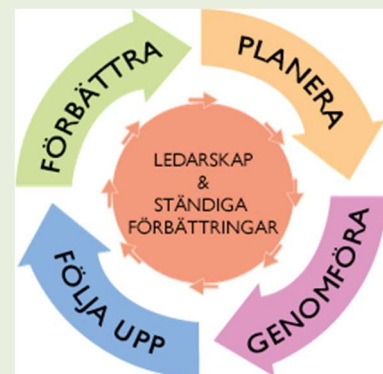 PLANERA
GENOMFÖRA
FÖLJA UPP
FÖRBÄTTRA
LEDARSKAP
&
STÄNDIGA
FÖRBÄTTRINGAR